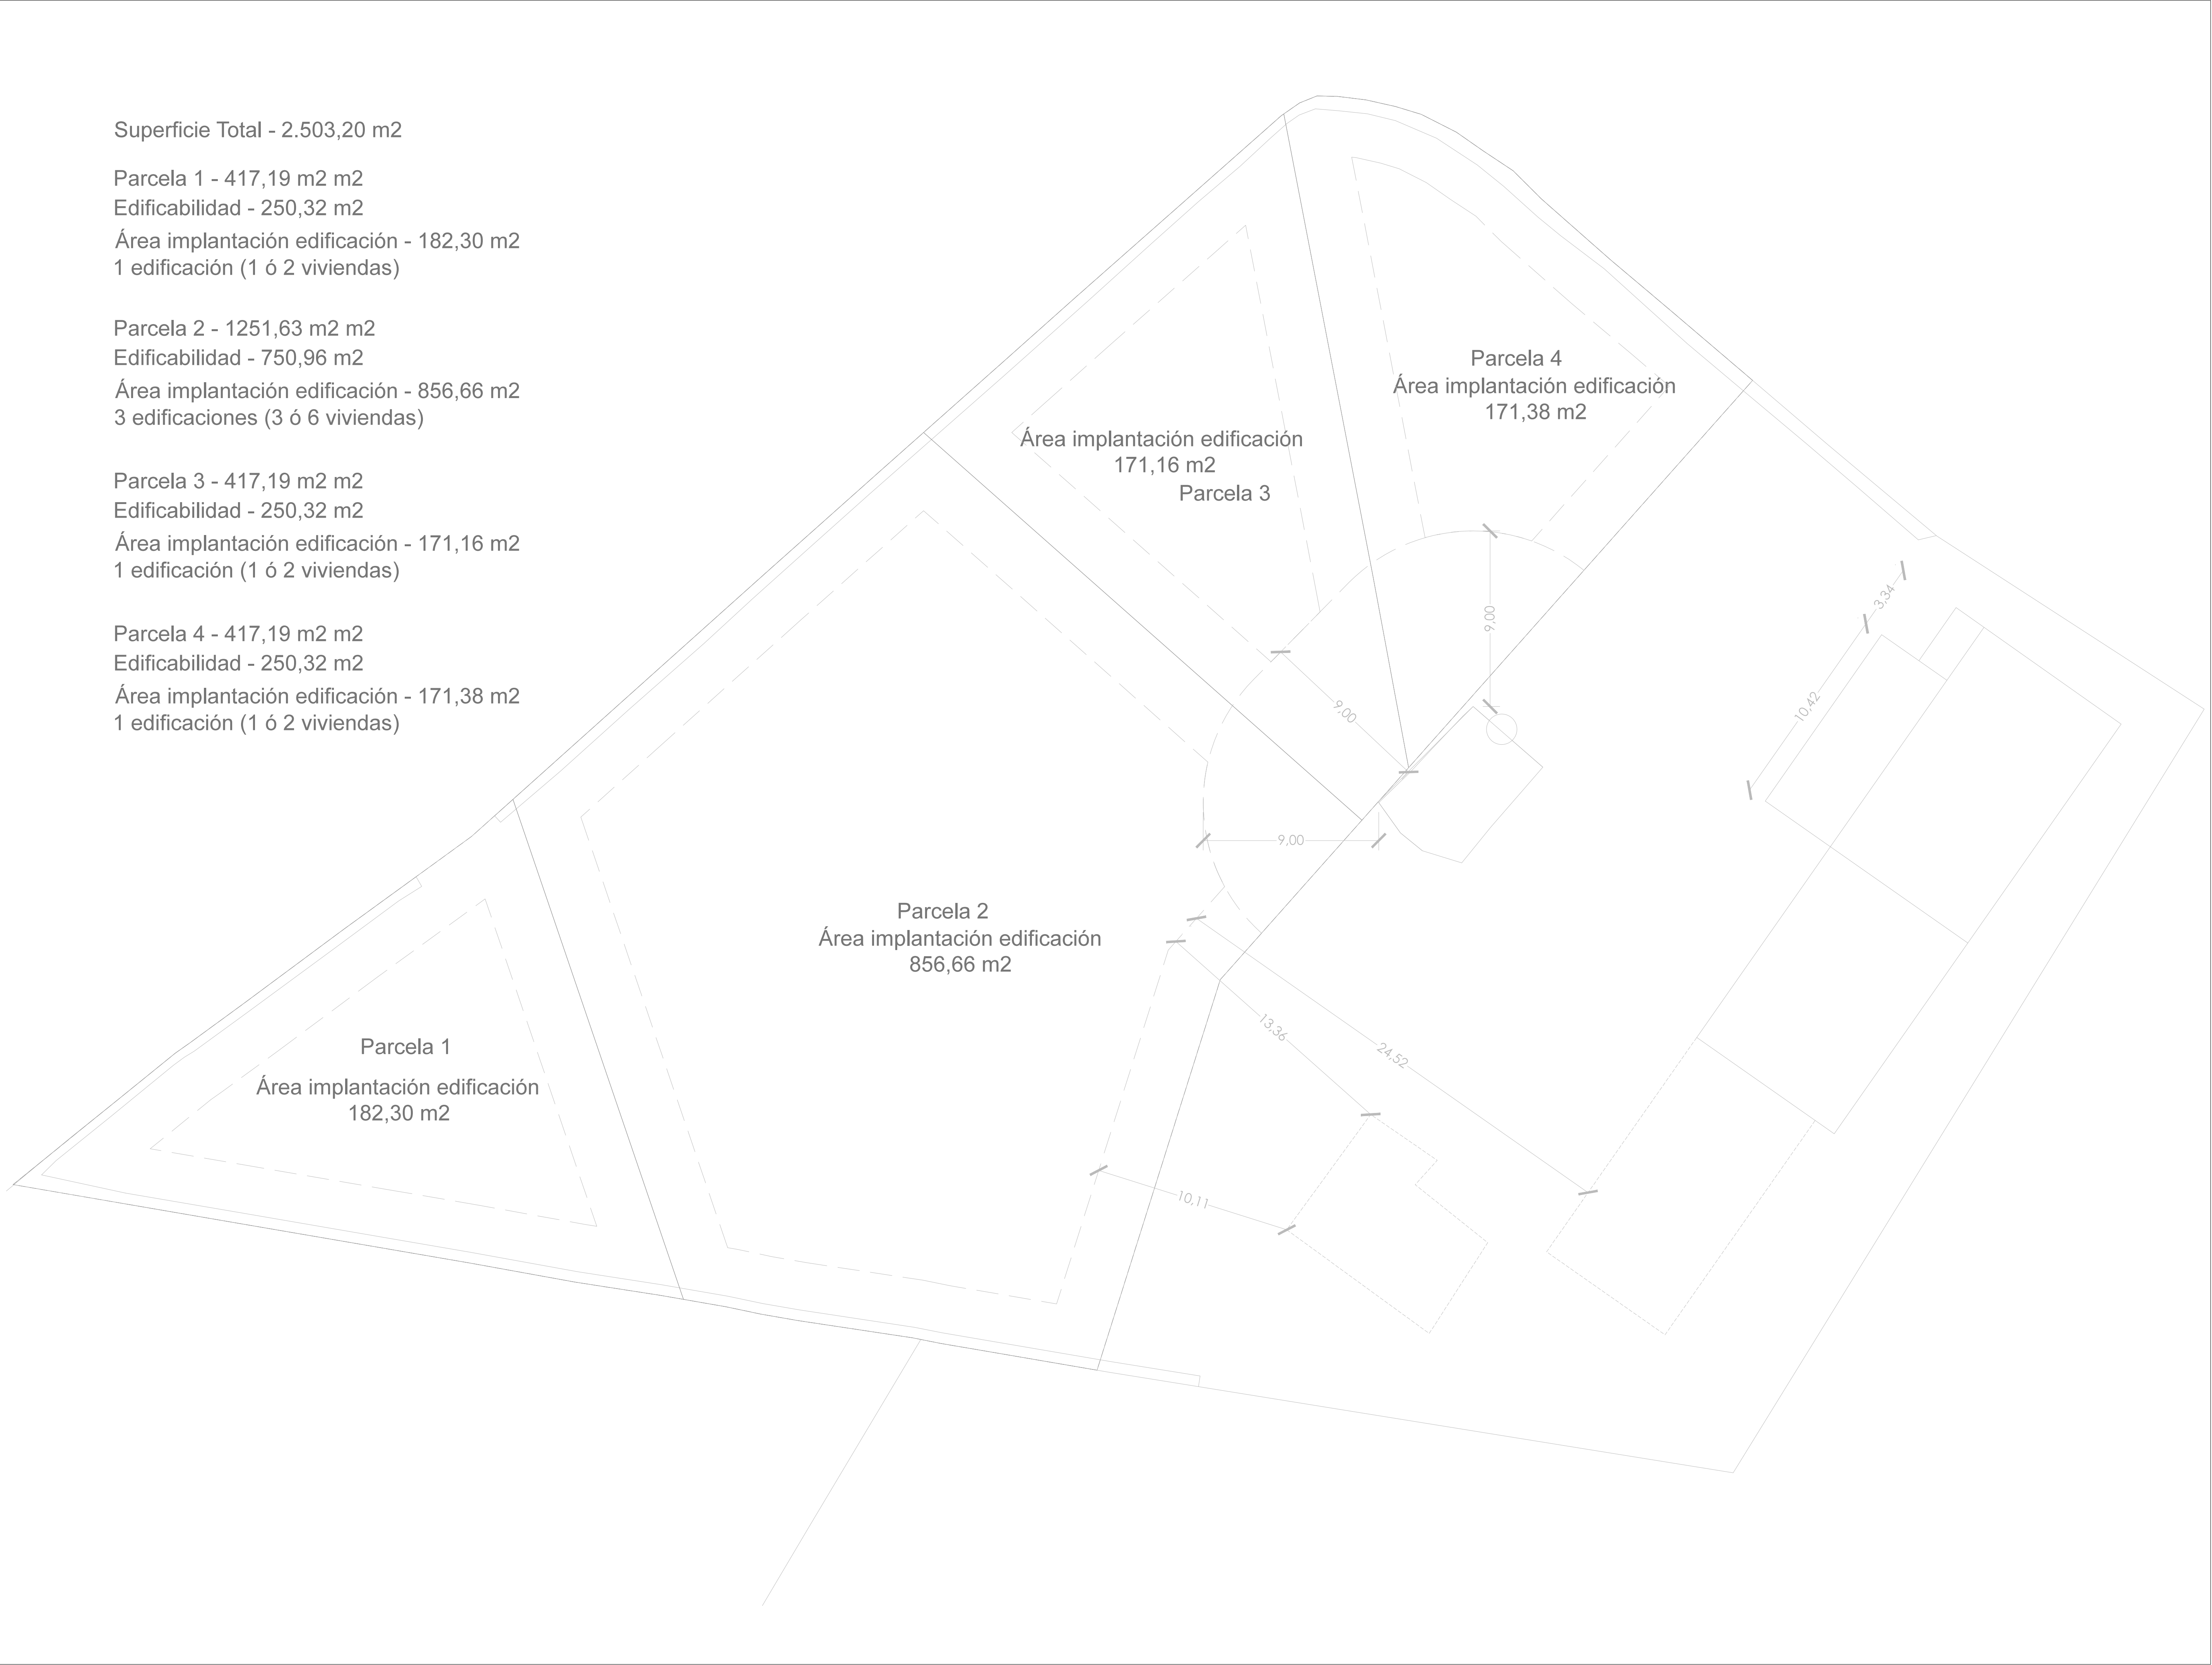 Superficie Total - 2.503,20 m2
Parcela 1 - 417,19 m2 m2
Edificabilidad - 250,32 m2
Área implantación edificación - 182,30 m2
1 edificación (1 ó 2 viviendas)
Parcela 2 - 1251,63 m2 m2
Edificabilidad - 750,96 m2
Área implantación edificación - 856,66 m2
3 edificaciones (3 ó 6 viviendas)
Parcela 3 - 417,19 m2 m2
Edificabilidad - 250,32 m2
Área implantación edificación - 171,16 m2
1 edificación (1 ó 2 viviendas)
Parcela 4 - 417,19 m2 m2
Edificabilidad - 250,32 m2
Área implantación edificación - 171,38 m2
1 edificación (1 ó 2 viviendas)
Parcela 4
Área implantación edificación
171,38 m2
Área implantación edificación
171,16 m2
Parcela 3
9,00
3,34
10,42
9,00
9,00
Parcela 2
Área implantación edificación
856,66 m2
13,36
24,52
Parcela 1
Área implantación edificación
182,30 m2
10,11